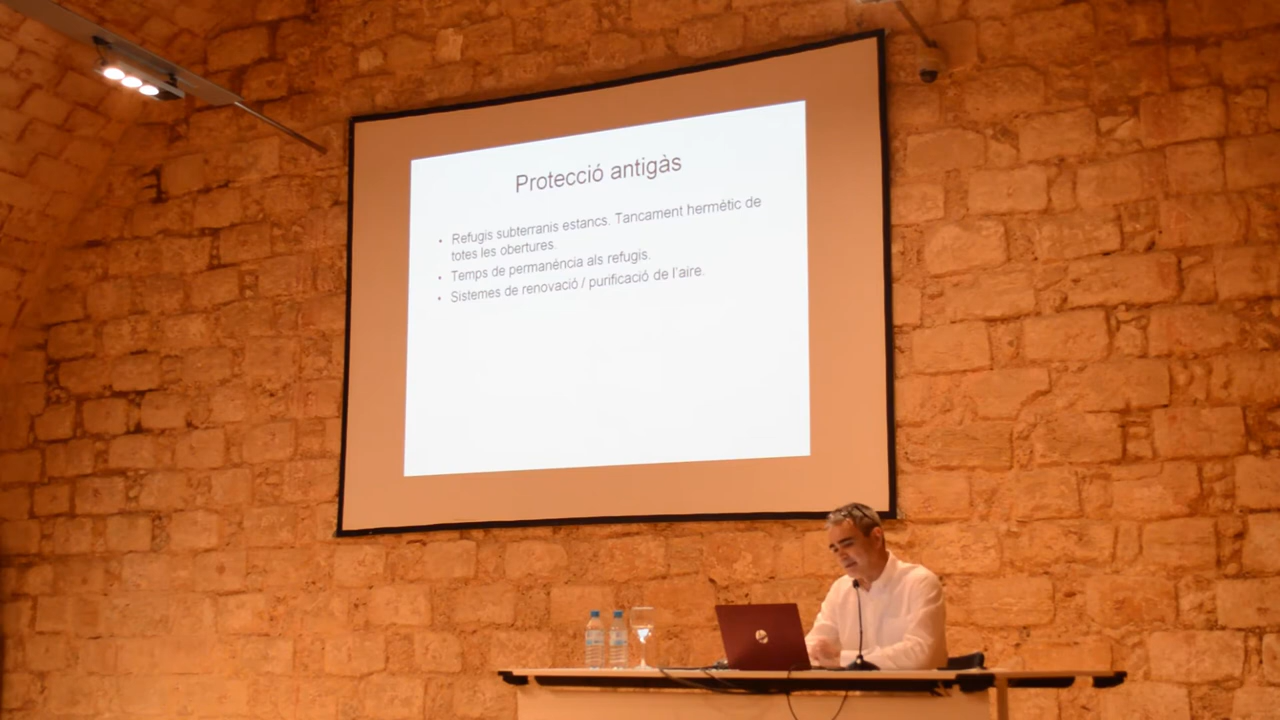 Protecció antigàs
• Refugis subterranis estancs. Tancament hermètic de
totes les obertures.
• Temps de permanència als refugis.
• Sistemes de renovació / purificació de l'aire.